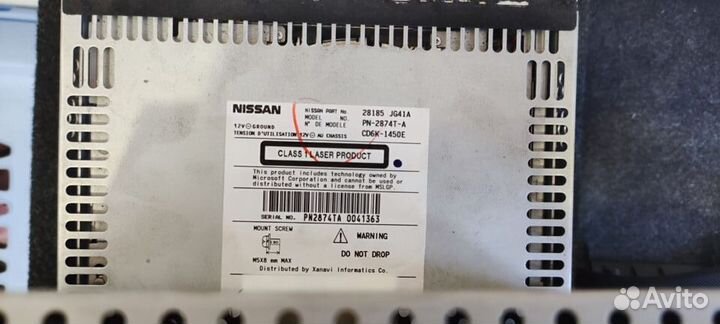 NISSAN
NISSAN PART No 28185 JG41A
MODEL NO. PN-2874T-A
N° DE MODELE CD6K-1450E
12V ⊖ GROUND
TENSION D'UTILISATION 12V ⊖ AU CHASSIS
CLASS 1 LASER PRODUCT
This product includes technology owned by
Microsoft Corporation and cannot be used or
distributed without a license from MSLGP.
SERIAL NO. PN2874TA 0041363
MOUNT SCREW
WARNING
DO NOT DROP
M5X8 mm MAX
Distributed by Xanavi Informatics Co.
Avito